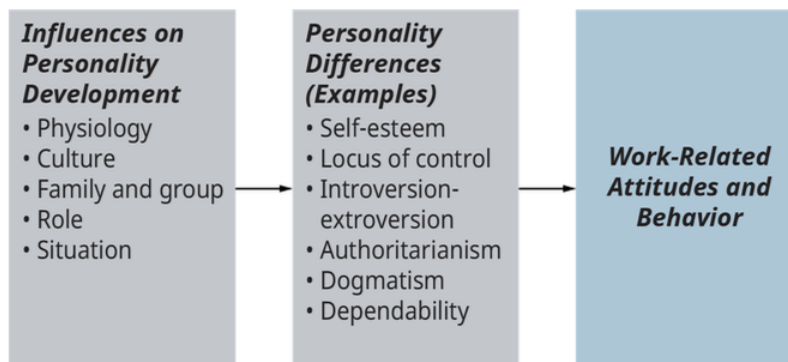 Influences on
Personality
Development
• Physiology
• Culture
• Family and group
• Role
• Situation
Personality
Differences
(Examples)
• Self-esteem
• Locus of control
• Introversion-
extroversion
• Authoritarianism
• Dogmatism
• Dependability
Work-Related
Attitudes and
Behavior